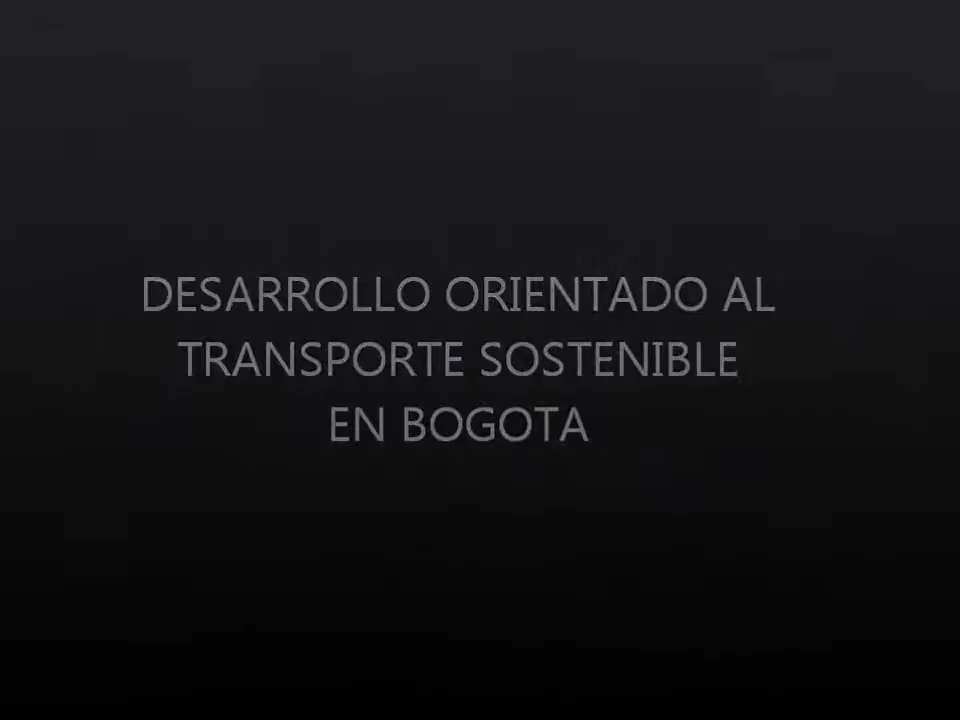 DESARROLLO ORIENTADO AL
TRANSPORTE SOSTENIBLE
EN BOGOTA